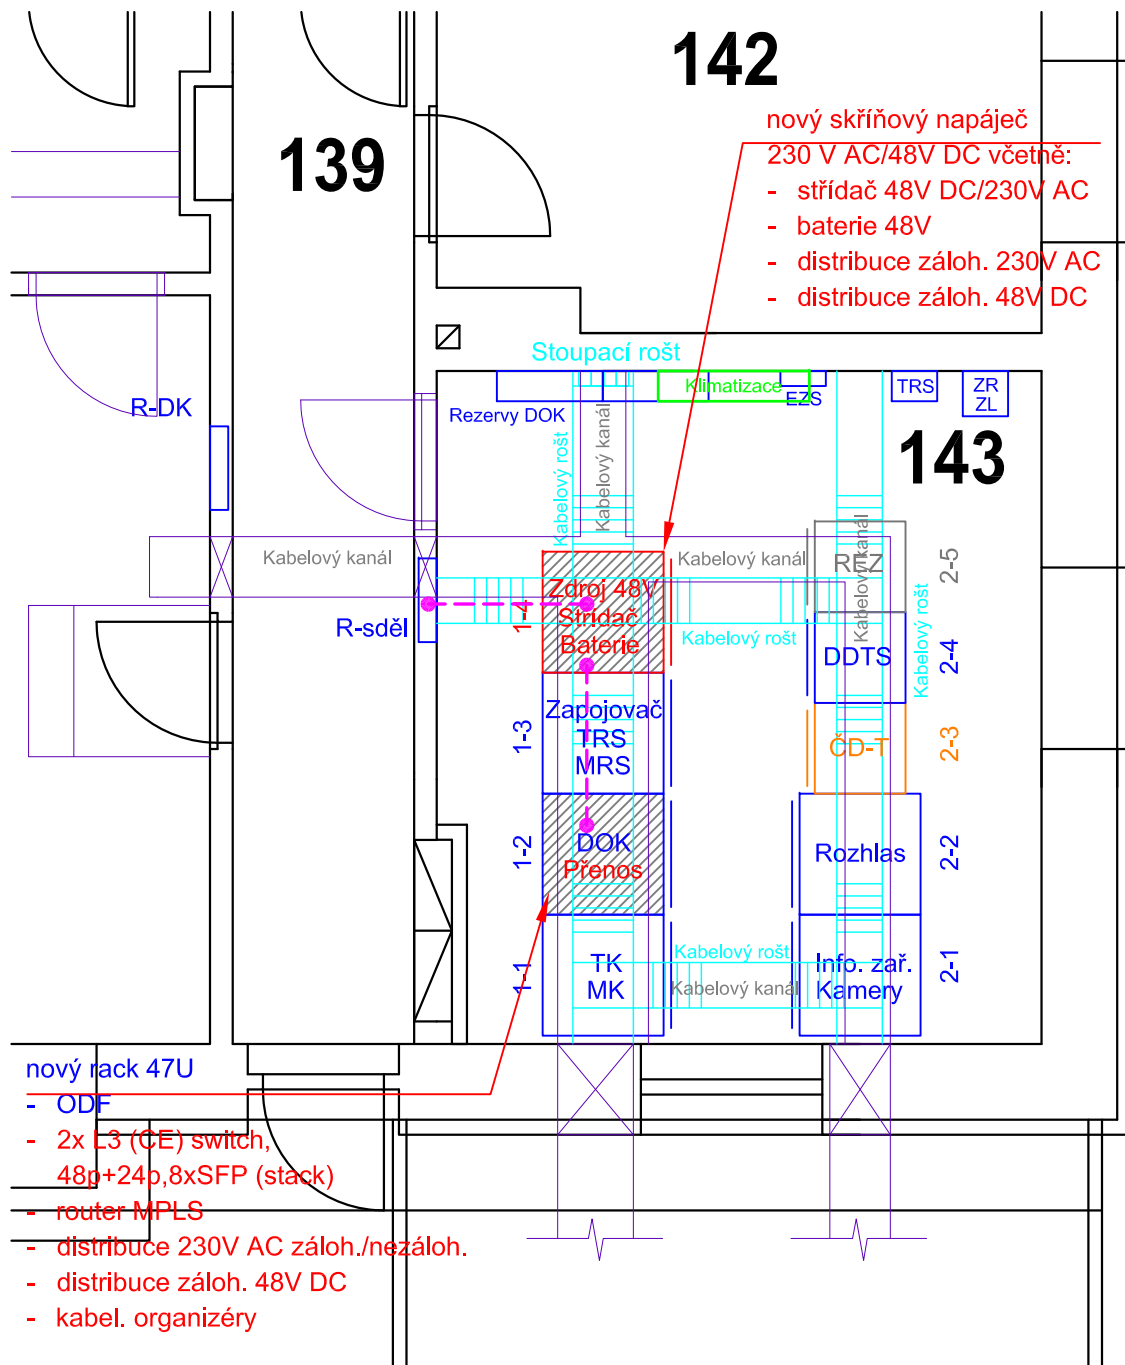 142
nový skříňový napáječ
230 V AC/48V DC včetně:
- střídač 48V DC/230V AC
- baterie 48V
- distribuce záloh. 230V AC
- distribuce záloh. 48V DC
139
Stoupací rošt
Klimatizace
EZS
TRS
ZR
ZL
R-DK
Rezervy DOK
Kabelový rošt
Kabelový kanál
143
Kabelový kanál
Kabelový kanál
Kabelový kanál
2-5
Zdroj 48V
Střídač
Baterie
1-4
R-sděl
Kabelový rošt
DDTS
2-4
Kabelový rošt
Zapojovač
TRS
MRS
1-3
ČD-T
2-3
DOK
Přenos
1-2
Rozhlas
2-2
TK
MK
1-1
Kabelový rošt
Kabelový kanál
Info. zař.
Kamery
2-1
nový rack 47U
- ODF
- 2x L3 (CE) switch,
48p+24p,8xSFP (stack)
- router MPLS
- distribuce 230V AC záloh./nezáloh.
- distribuce záloh. 48V DC
- kabel. organizéry